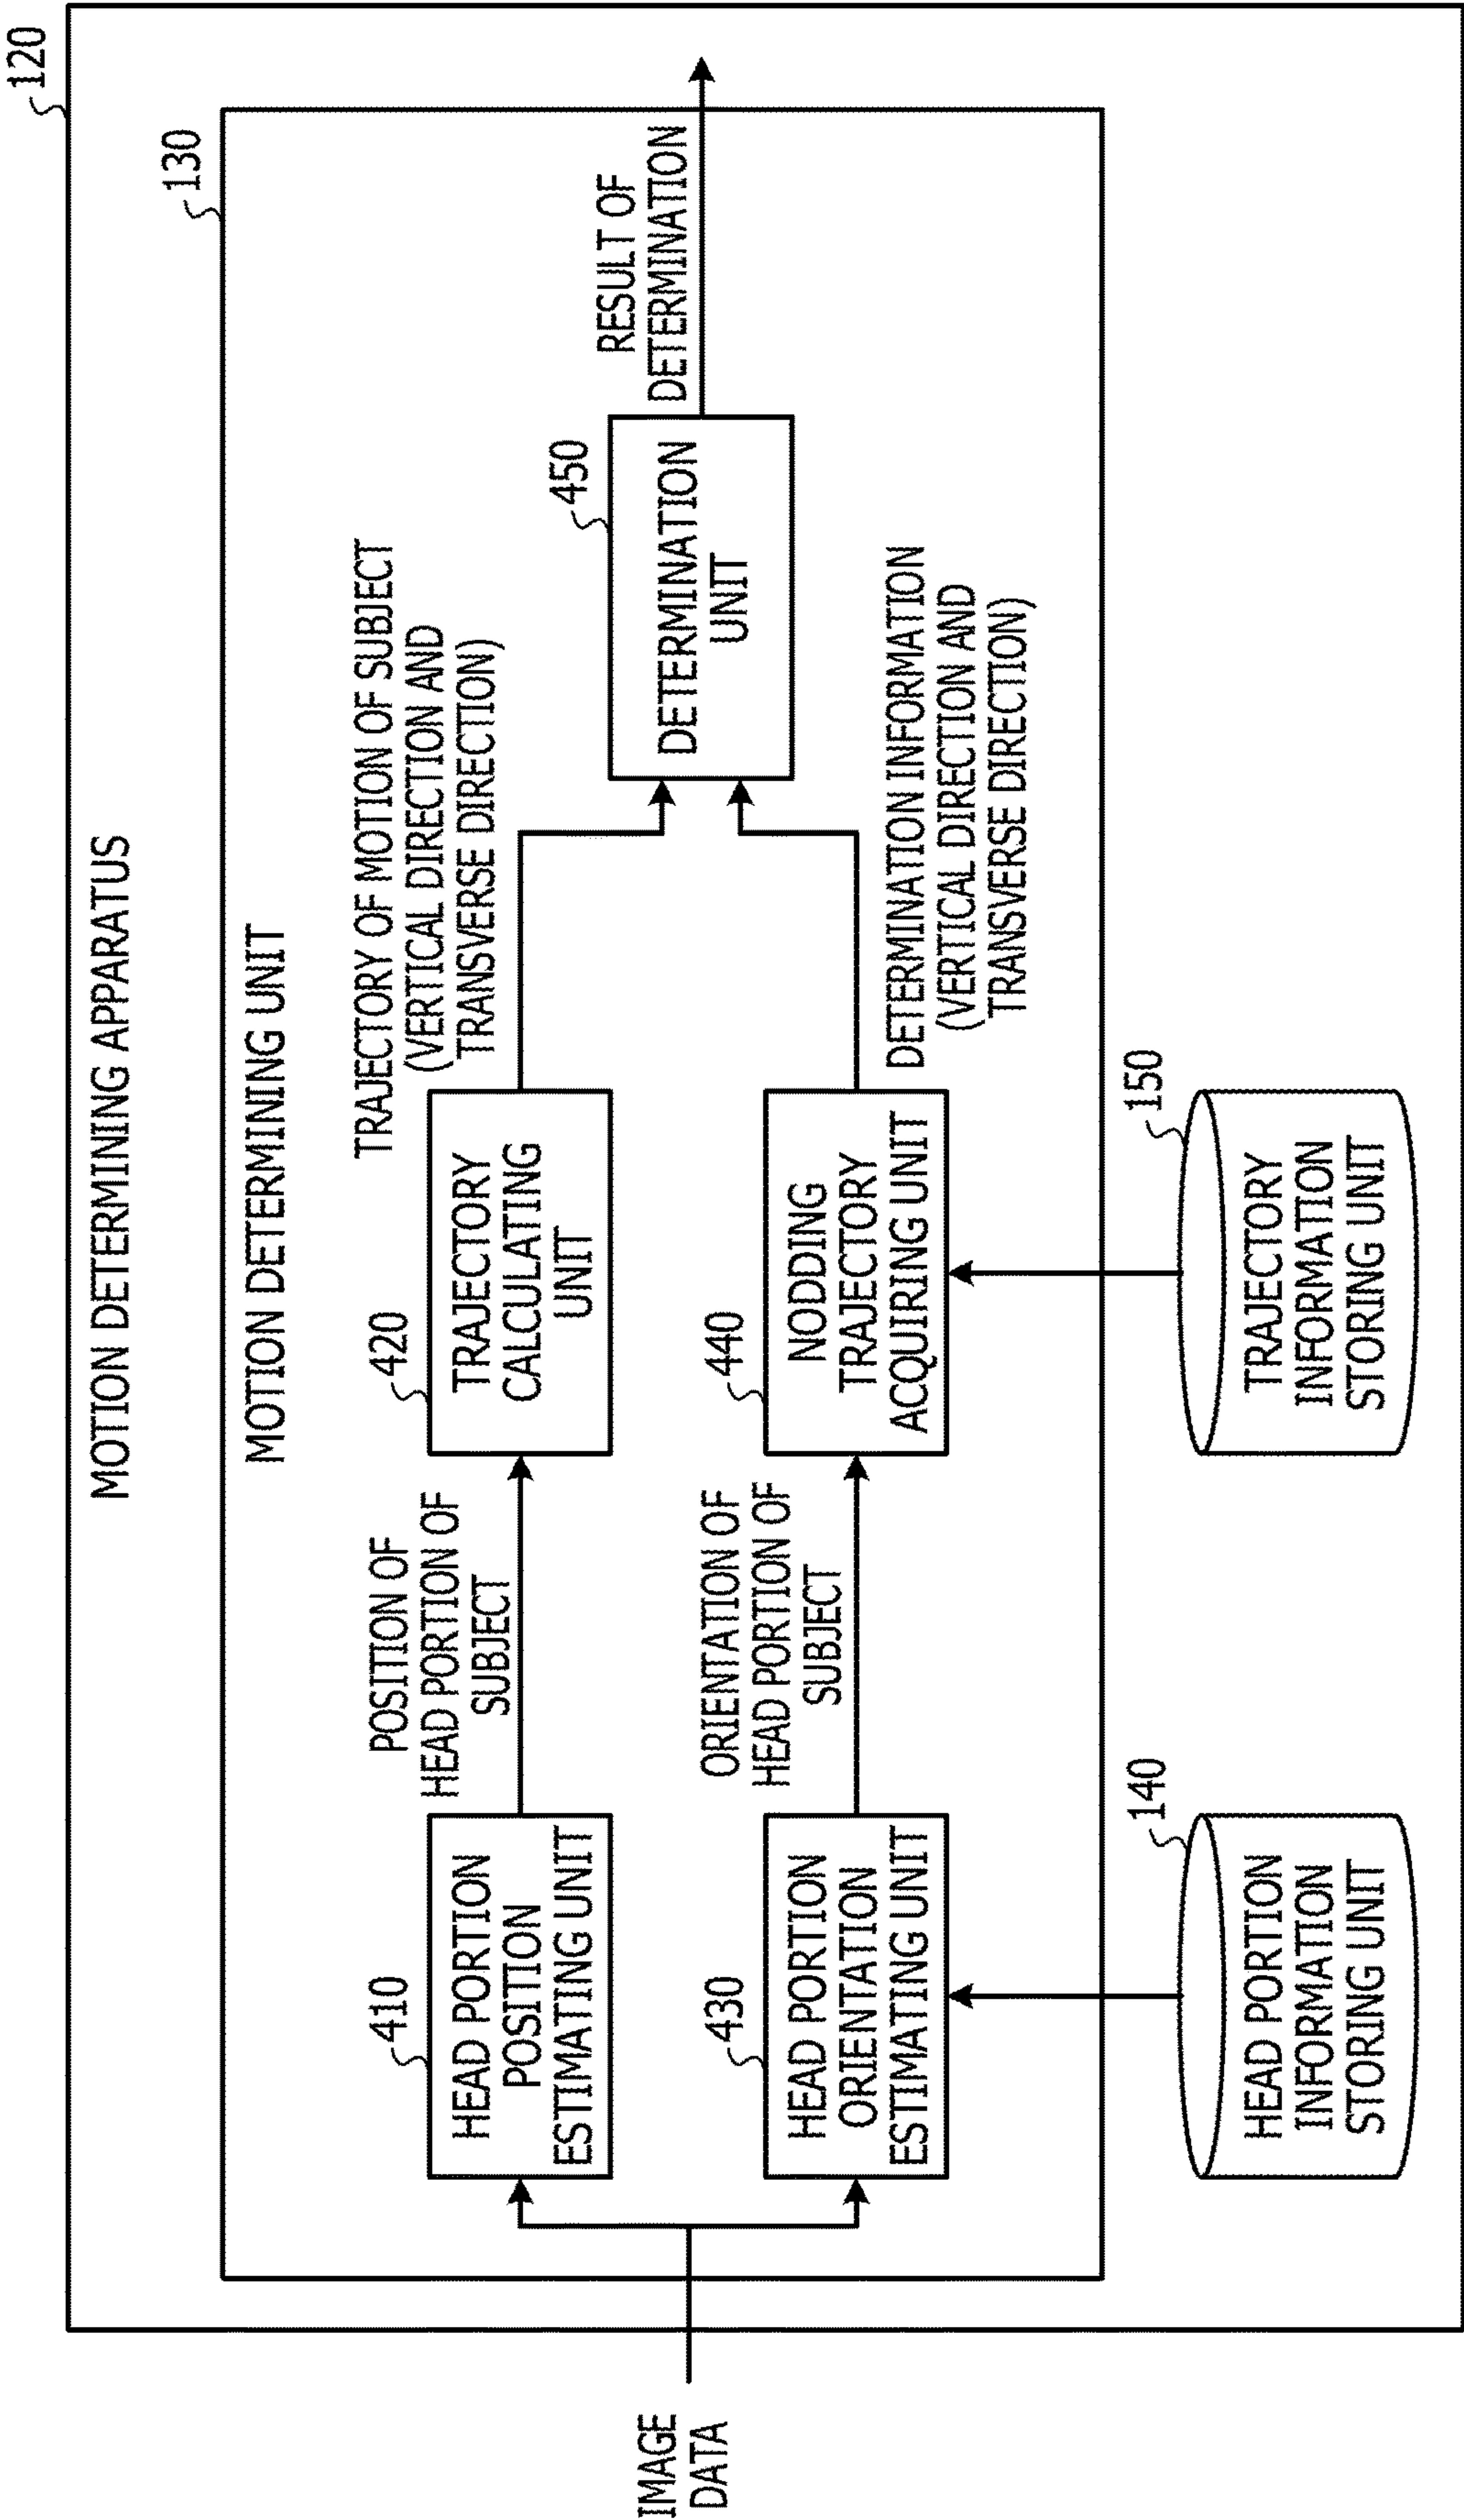 120
MOTION DETERMINING APPARATUS
130
MOTION DETERMINING UNIT
IMAGE
DATA
410
HEAD PORTION
POSITION
ESTIMATING UNIT
POSITION OF
HEAD PORTION OF
SUBJECT
420
TRAJECTORY
CALCULATING
UNIT
TRAJECTORY OF MOTION OF SUBJECT
(VERTICAL DIRECTION AND
TRANSVERSE DIRECTION)
430
HEAD PORTION
ORIENTATION
ESTIMATING UNIT
ORIENTATION OF
HEAD PORTION OF
SUBJECT
440
NODDING
TRAJECTORY
ACQUIRING UNIT
DETERMINATION INFORMATION
(VERTICAL DIRECTION AND
TRANSVERSE DIRECTION)
450
DETERMINATION
UNIT
RESULT OF
DETERMINATION
140
HEAD PORTION
INFORMATION
STORING UNIT
150
TRAJECTORY
INFORMATION
STORING UNIT